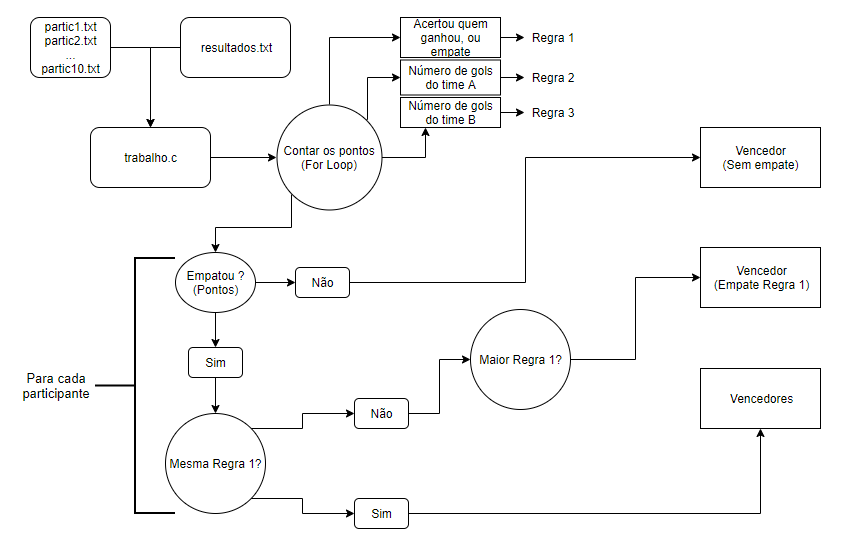 partic1.txt
partic2.txt
...
partic10.txt
resultados.txt
trabalho.c
Contar os pontos
(For Loop)
Acertou quem
ganhou, ou
empate
Regra 1
Número de gols
do time A
Regra 2
Número de gols
do time B
Regra 3
Vencedor
(Sem empate)
Empatou ?
(Pontos)
Não
Vencedor
(Empate Regra 1)
Sim
Maior Regra 1?
Para cada
participante
Não
Vencedores
Mesma Regra 1?
Sim